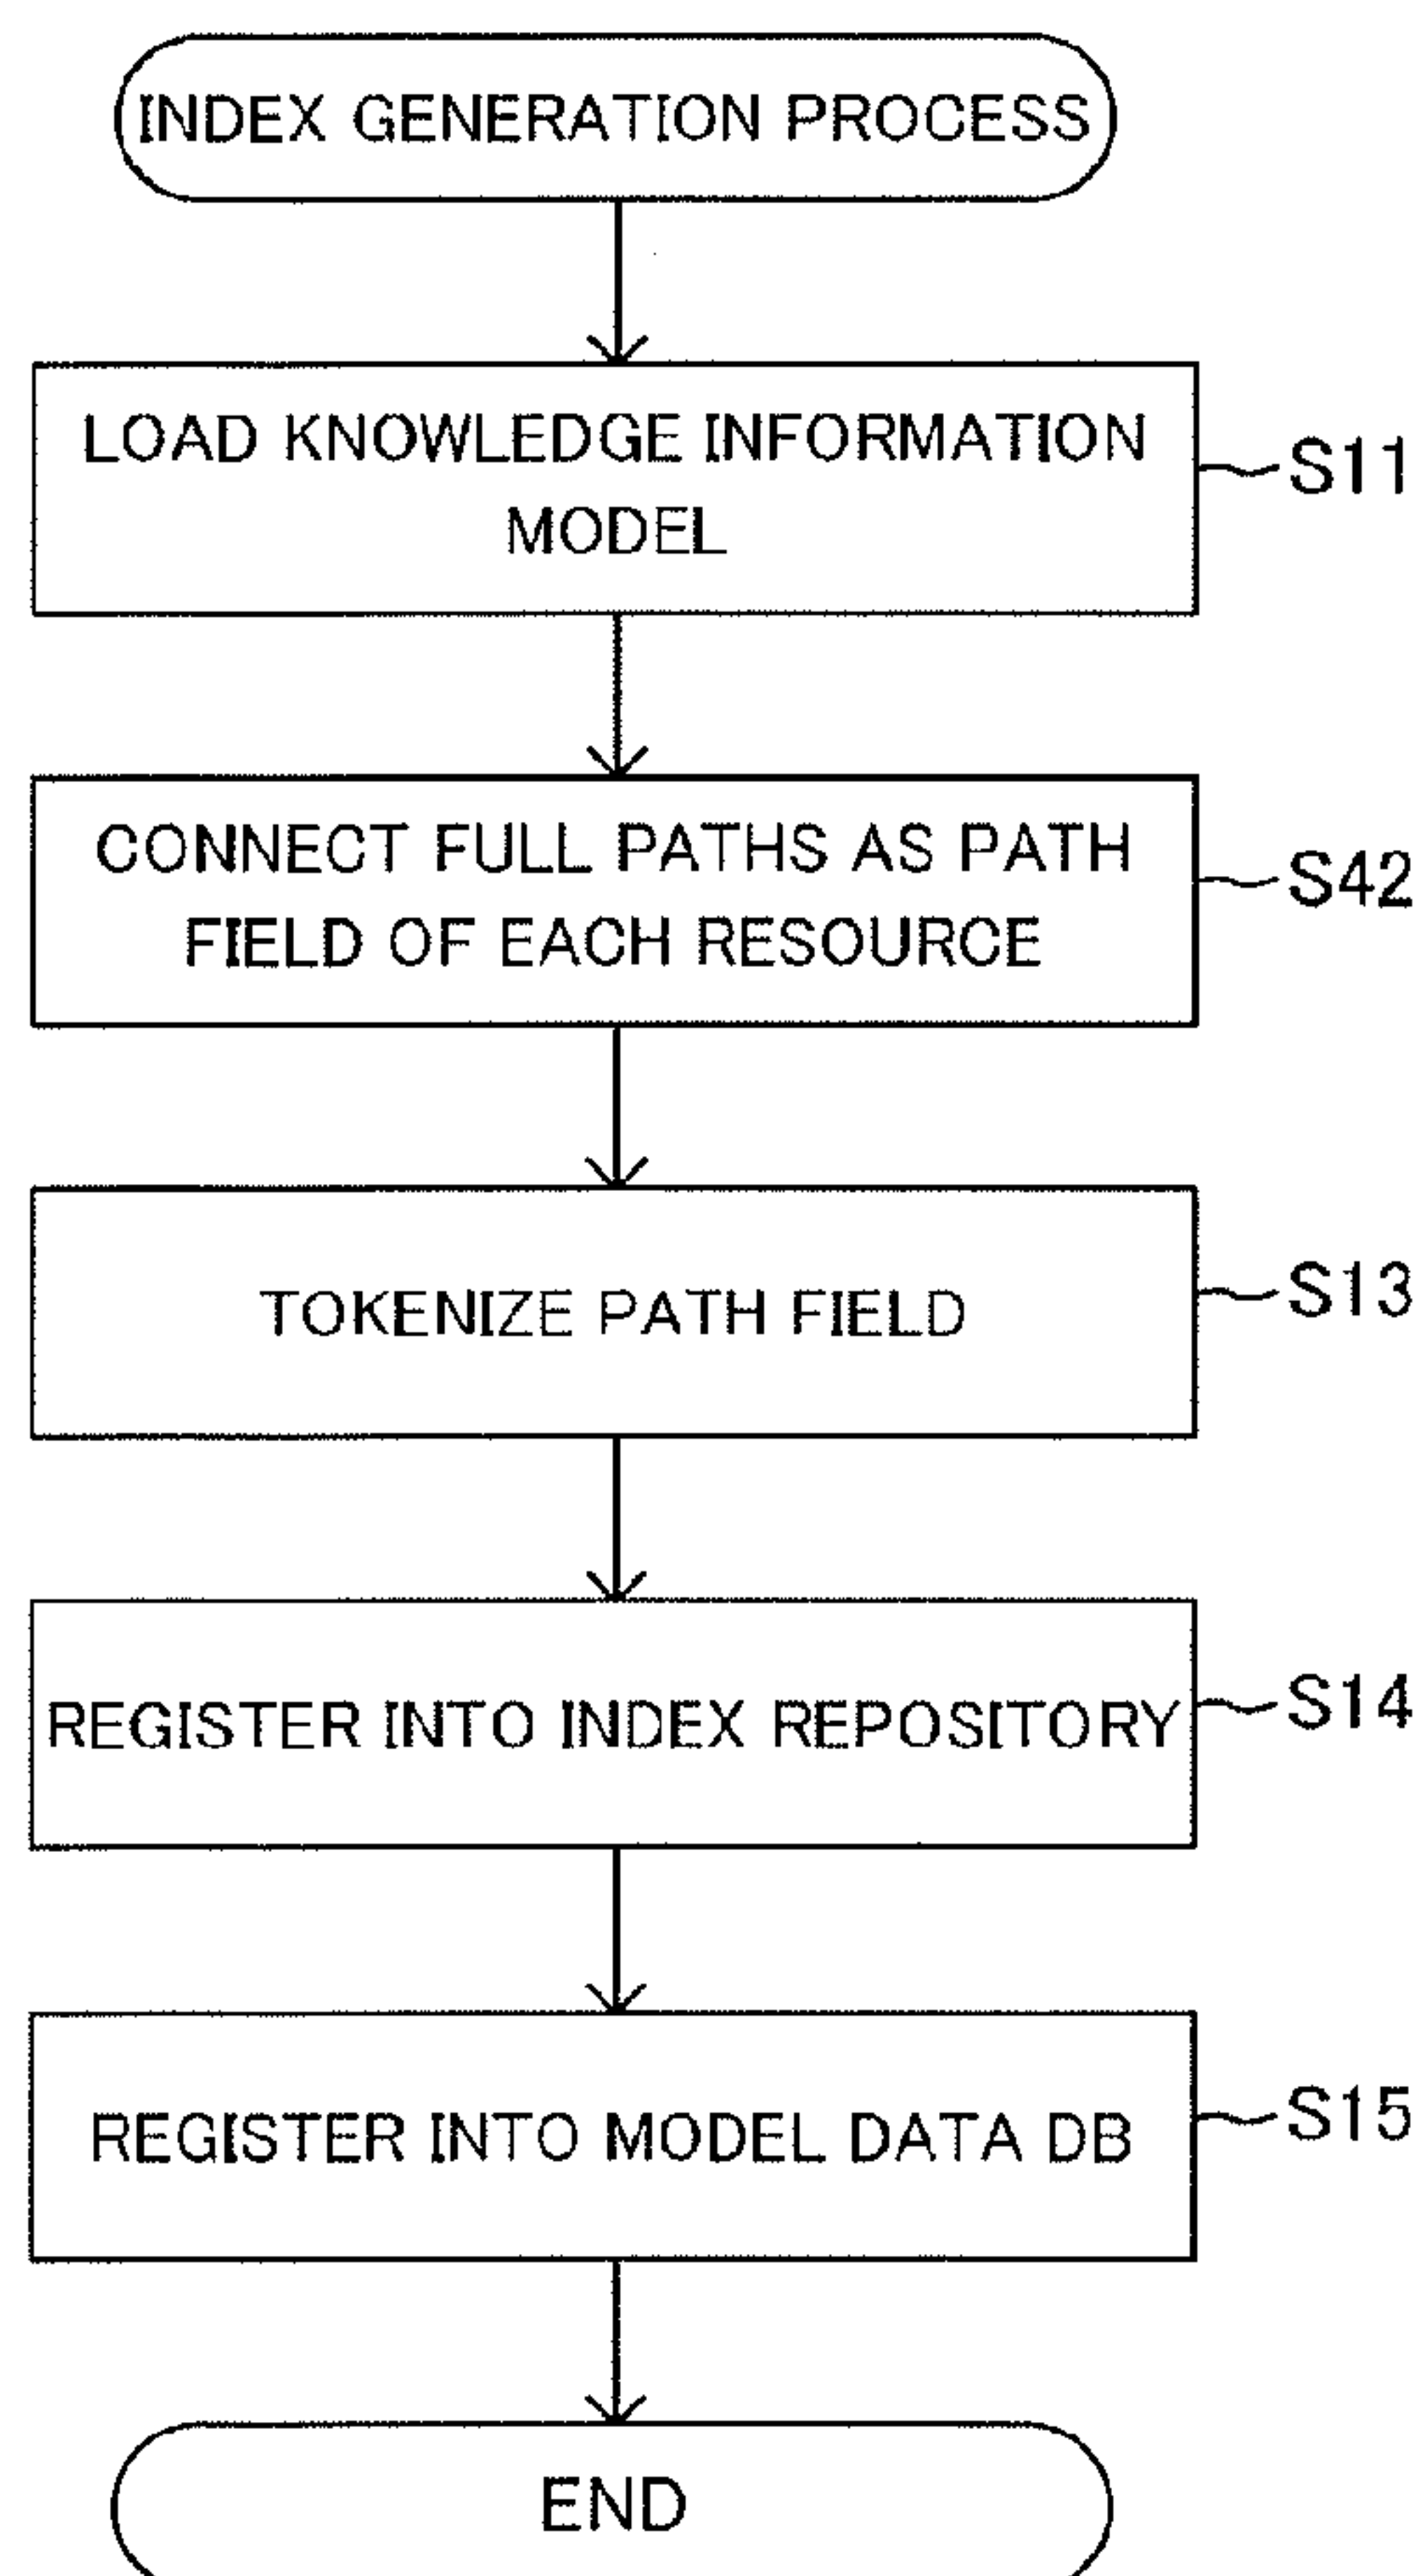 INDEX GENERATION PROCESS
LOAD KNOWLEDGE INFORMATION
MODEL
S11
CONNECT FULL PATHS AS PATH
FIELD OF EACH RESOURCE
S42
TOKENIZE PATH FIELD
S13
REGISTER INTO INDEX REPOSITORY
S14
REGISTER INTO MODEL DATA DB
S15
END